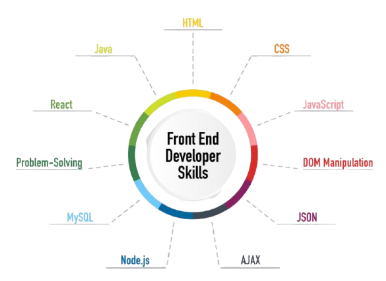 HTML
Java
CSS
React
JavaScript
Front End
Developer
Skills
Problem-Solving
DOM Manipulation
MySQL
JSON
Node.js
AJAX